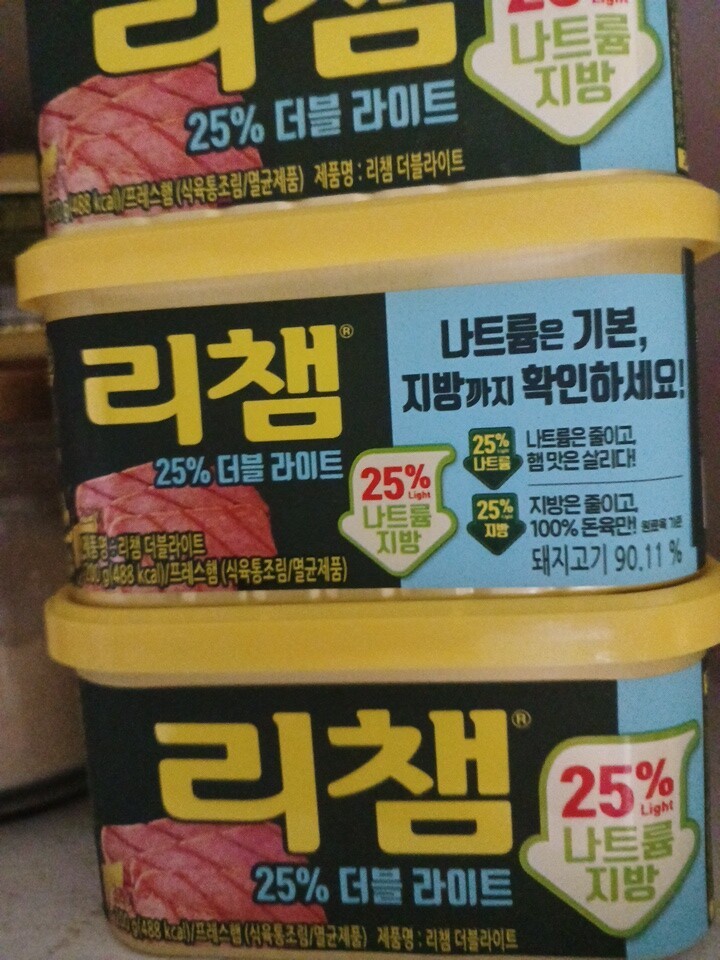 리챔
Light
나트륨
지방
25% 더블 라이트
(488 kcal)/프레스햄 (식육통조림/멸균제품) 제품명 : 리챔 더블라이트
리챔®
25% 더블 라이트
25%
Light
나트륨
지방
제품명 : 리챔 더블라이트
(488 kcal)/프레스햄 (식육통조림/멸균제품)
나트륨은 기본,
지방까지 확인하세요!
25%
나트륨
나트륨은 줄이고,
햄 맛은 살리다!
25%
지방
지방은 줄이고,
100% 돈육만! 원료육 기준
돼지고기 90.11 %
리챔®
25% 더블 라이트
25%
Light
나트륨
지방
(488 kcal)/프레스햄 (식육통조림/멸균제품) 제품명 : 리챔 더블라이트